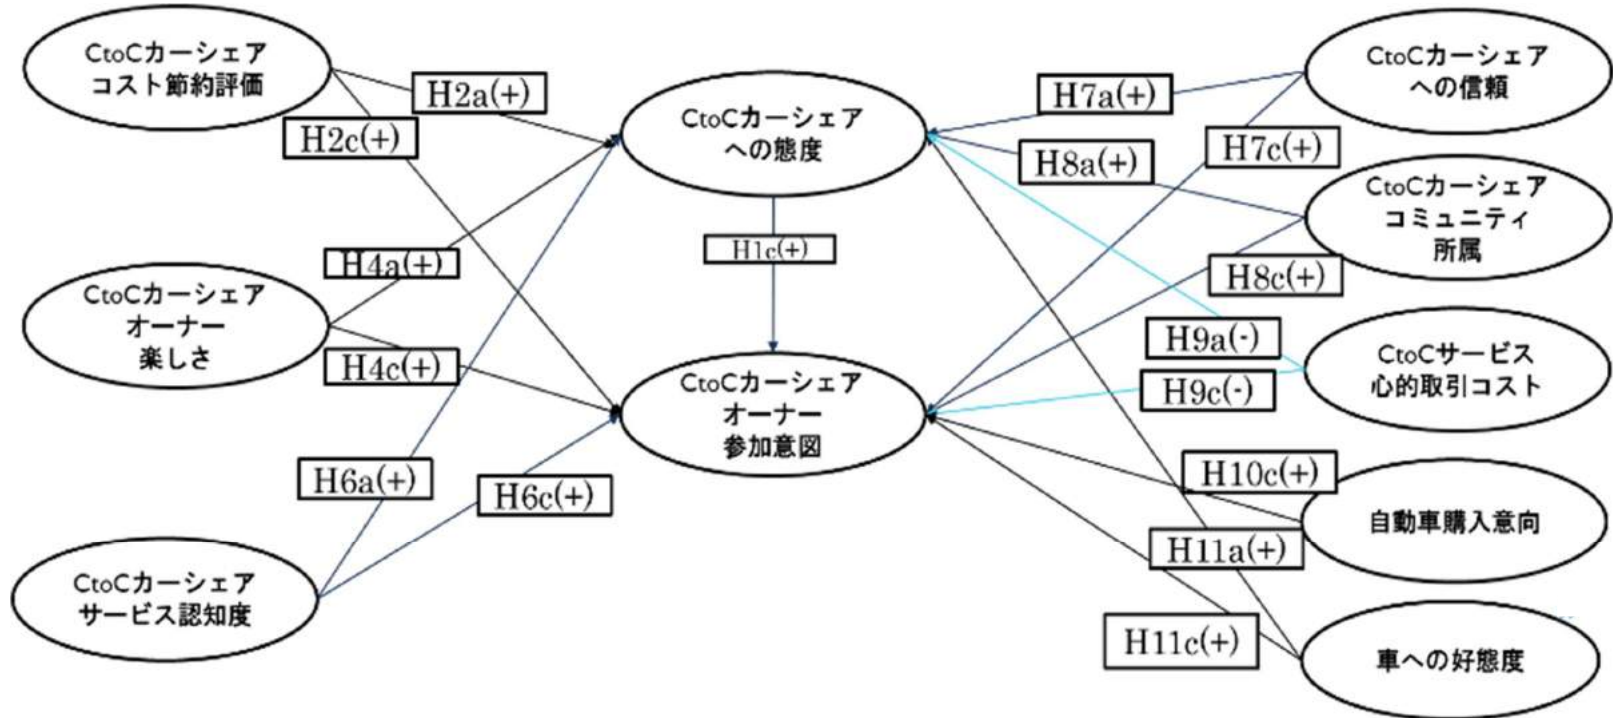 CtoCカーシェア
コスト節約評価
H2a(+)
H2c(+)
CtoCカーシェア
への態度
H7a(+)
CtoCカーシェア
への信頼
H7c(+)
H8a(+)
CtoCカーシェア
コミュニティ
所属
H8c(+)
H1c(+)
H4a(+)
CtoCカーシェア
オーナー
楽しさ
H4c(+)
CtoCカーシェア
オーナー
参加意図
H9a(-)
H9c(-)
CtoCサービス
心的取引コスト
H6a(+)
H6c(+)
H10c(+)
自動車購入意向
H11a(+)
CtoCカーシェア
サービス認知度
H11c(+)
車への好態度